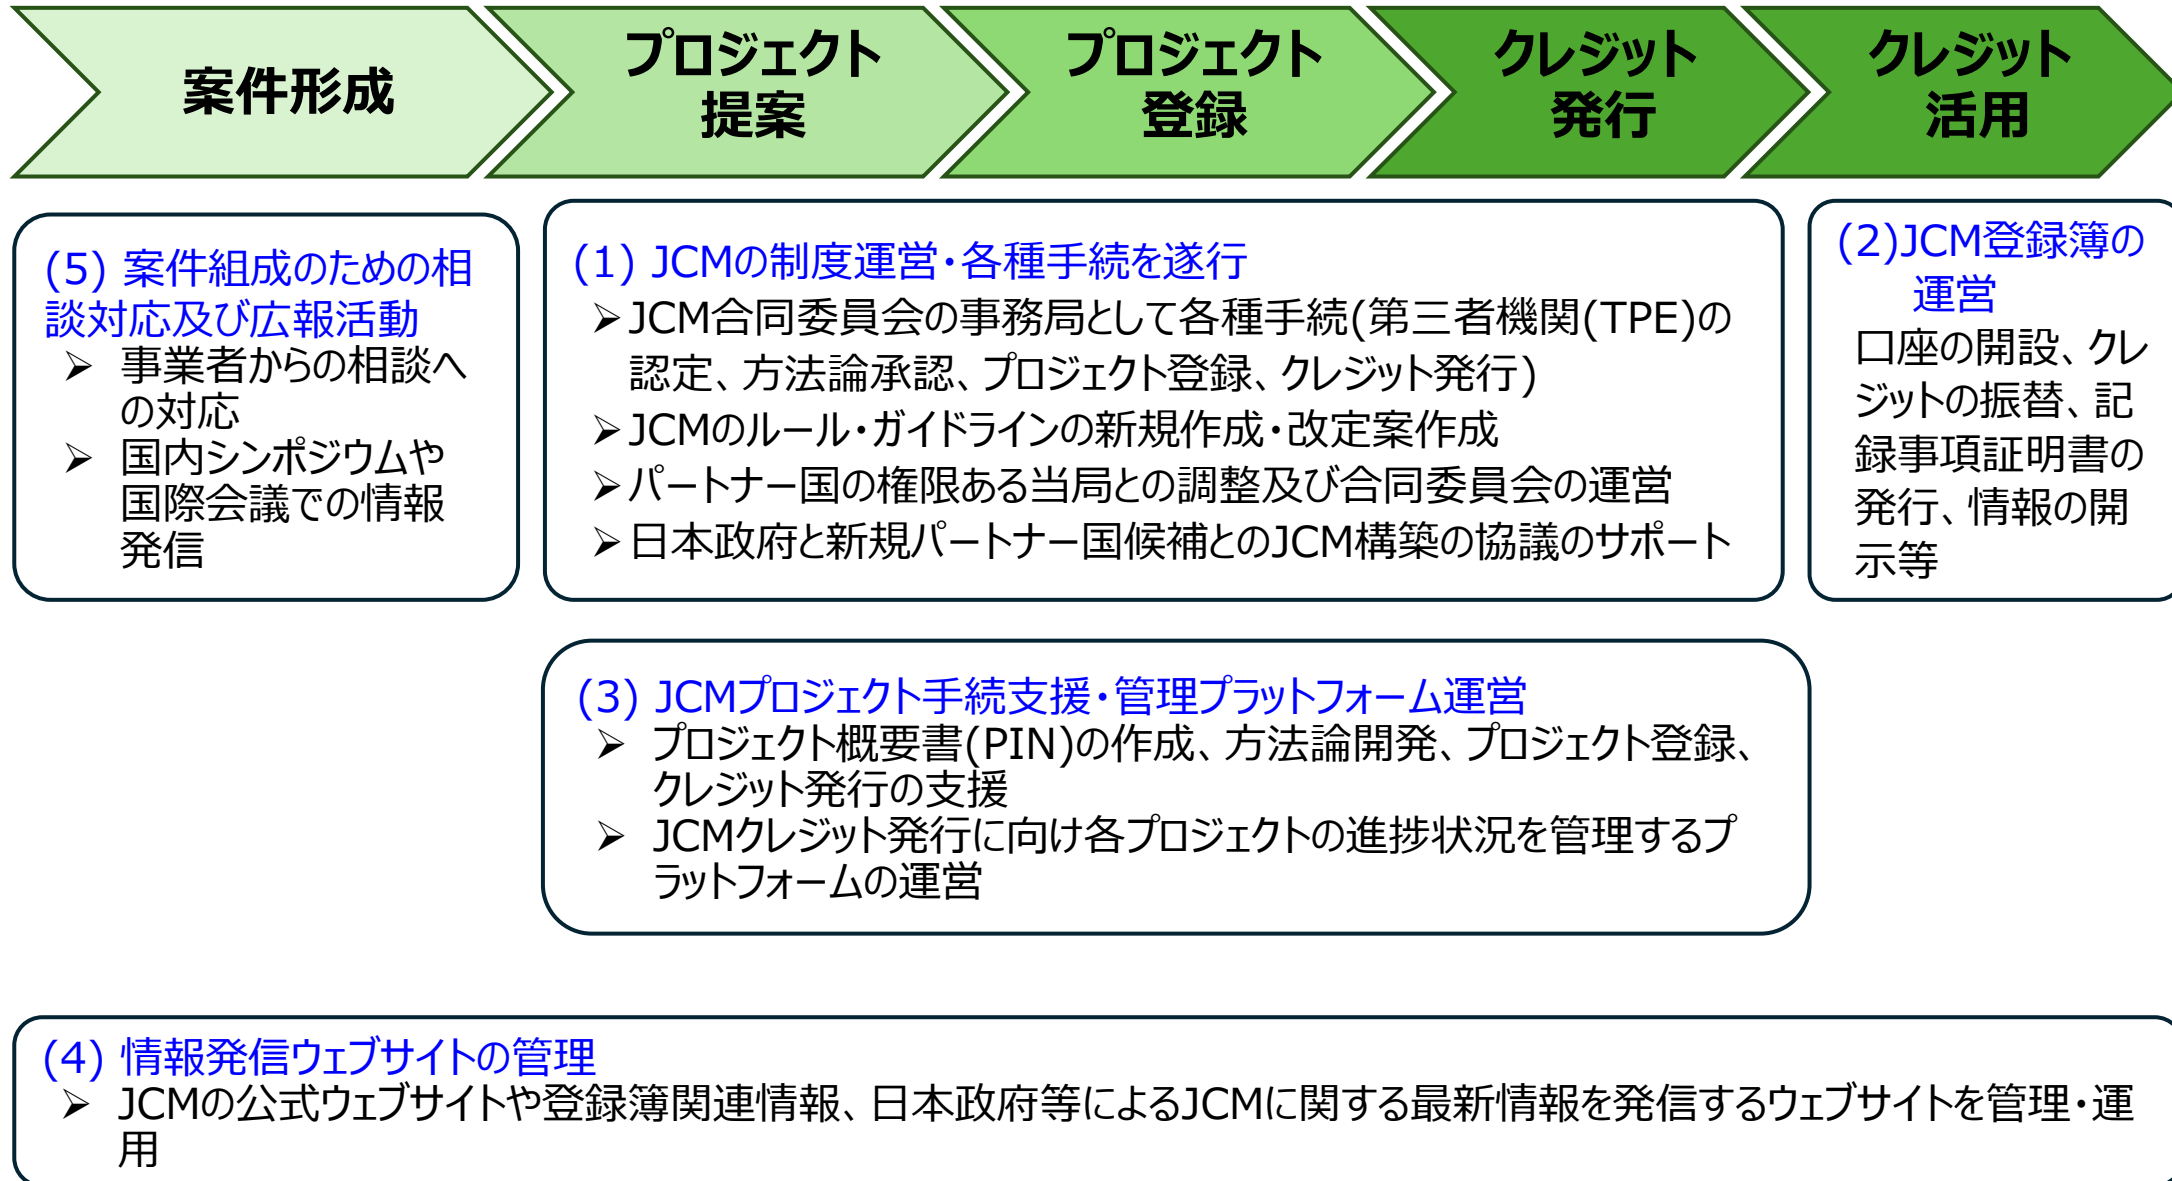 案件形成
プロジェクト
提案
プロジェクト
登録
クレジット
発行
クレジット
活用
(5) 案件組成のための相
談対応及び広報活動
➢ 事業者からの相談へ
の対応
➢ 国内シンポジウムや
国際会議での情報
発信
(1) JCMの制度運営・各種手続を遂行
➢JCM合同委員会の事務局として各種手続(第三者機関(TPE)の
認定、方法論承認、プロジェクト登録、クレジット発行)
➢JCMのルール・ガイドラインの新規作成・改定案作成
➢パートナー国の権限ある当局との調整及び合同委員会の運営
➢日本政府と新規パートナー国候補とのJCM構築の協議のサポート
(2)JCM登録簿の
運営
口座の開設、クレ
ジットの振替、記
録事項証明書の
発行、情報の開
示等
(3) JCMプロジェクト手続支援・管理プラットフォーム運営
➢ プロジェクト概要書(PIN)の作成、方法論開発、プロジェクト登録、
クレジット発行の支援
➢ JCMクレジット発行に向け各プロジェクトの進捗状況を管理するプ
ラットフォームの運営
(4) 情報発信ウェブサイトの管理
➢ JCMの公式ウェブサイトや登録簿関連情報、日本政府等によるJCMに関する最新情報を発信するウェブサイトを管理・運
用